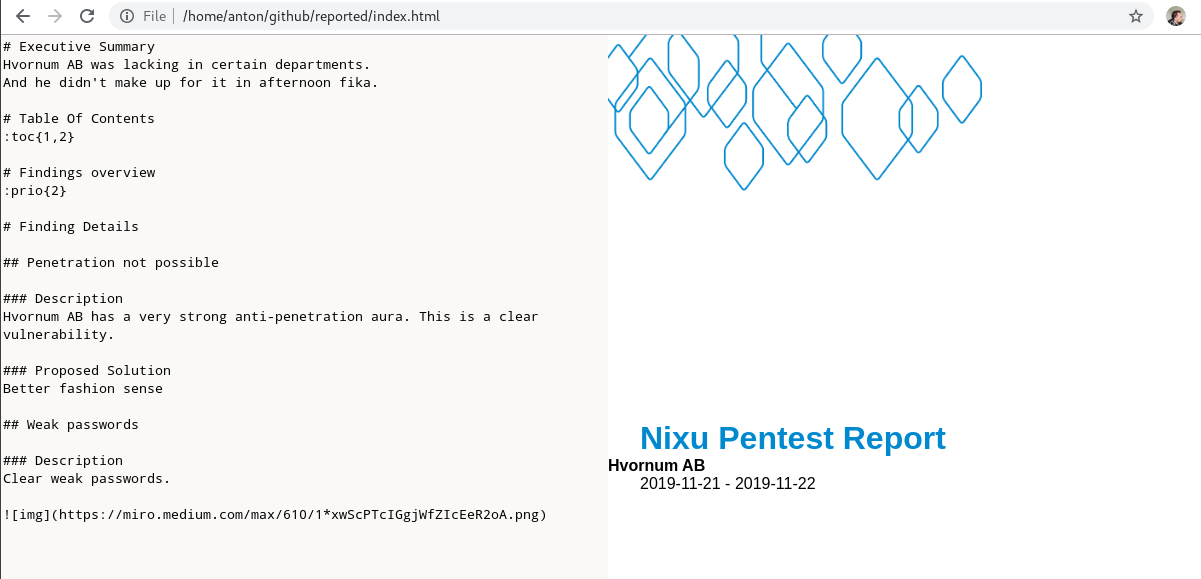 File /home/anton/github/reported/index.html
# Executive Summary
Hvornum AB was lacking in certain departments.
And he didn't make up for it in afternoon fika.
# Table Of Contents
:toc{1,2}
# Findings overview
:prio{2}
# Finding Details
## Penetration not possible
### Description
Hvornum AB has a very strong anti-penetration aura. This is a clear
vulnerability.
### Proposed Solution
Better fashion sense
## Weak passwords
### Description
Clear weak passwords.
![img](https://miro.medium.com/max/610/1*xwScPTcIGgjWfZIcEeR2oA.png)
Nixu Pentest Report
Hvornum AB
2019-11-21 - 2019-11-22